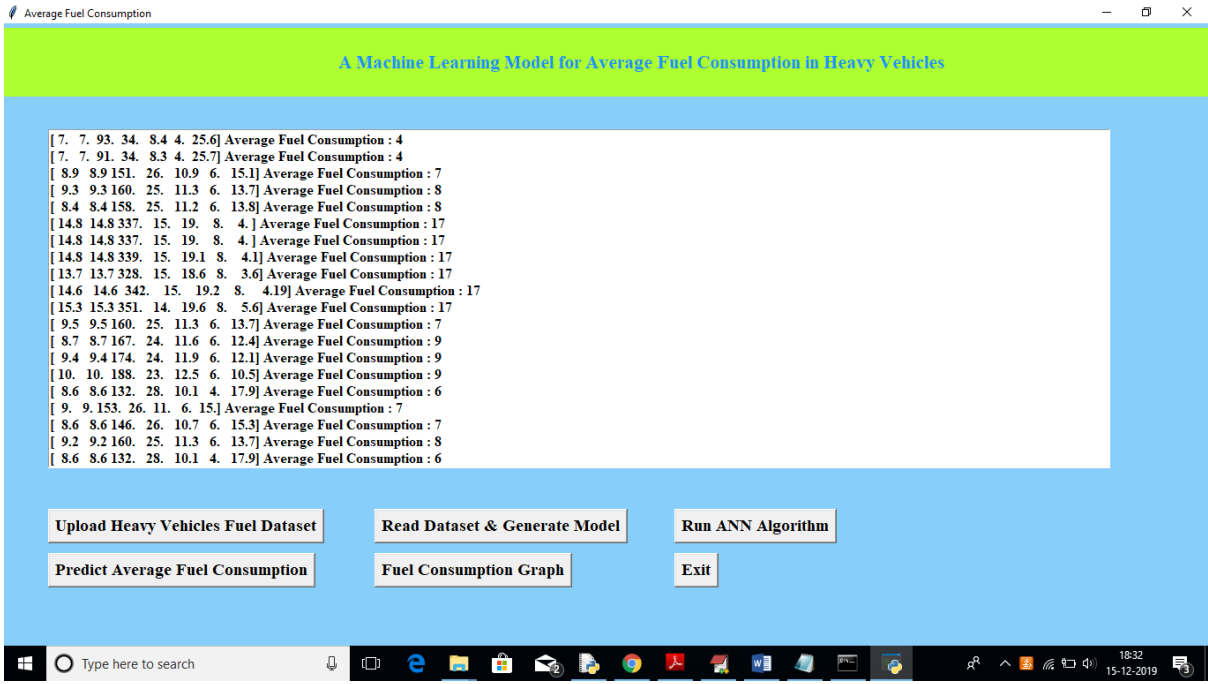 Average Fuel Consumption
A Machine Learning Model for Average Fuel Consumption in Heavy Vehicles
[ 7. 7. 93. 34. 8.4 4. 25.6] Average Fuel Consumption : 4
[ 7. 7. 91. 34. 8.3 4. 25.7] Average Fuel Consumption : 4
[ 8.9 8.9 151. 26. 10.9 6. 15.1] Average Fuel Consumption : 7
[ 9.3 9.3 160. 25. 11.3 6. 13.7] Average Fuel Consumption : 8
[ 8.4 8.4 158. 25. 11.2 6. 13.8] Average Fuel Consumption : 8
[ 14.8 14.8 337. 15. 19. 8. 4. ] Average Fuel Consumption : 17
[ 14.8 14.8 337. 15. 19. 8. 4. ] Average Fuel Consumption : 17
[ 14.8 14.8 339. 15. 19.1 8. 4.1] Average Fuel Consumption : 17
[ 13.7 13.7 328. 15. 18.6 8. 3.6] Average Fuel Consumption : 17
[ 14.6 14.6 342. 15. 19.2 8. 4.19] Average Fuel Consumption : 17
[ 15.3 15.3 351. 14. 19.6 8. 5.6] Average Fuel Consumption : 17
[ 9.5 9.5 160. 25. 11.3 6. 13.7] Average Fuel Consumption : 7
[ 8.7 8.7 167. 24. 11.6 6. 12.4] Average Fuel Consumption : 9
[ 9.4 9.4 174. 24. 11.9 6. 12.1] Average Fuel Consumption : 9
[ 10. 10. 188. 23. 12.5 6. 10.5] Average Fuel Consumption : 9
[ 8.6 8.6 132. 28. 10.1 4. 17.9] Average Fuel Consumption : 6
[ 9. 9. 153. 26. 11. 6. 15.] Average Fuel Consumption : 7
[ 8.6 8.6 146. 26. 10.7 6. 15.3] Average Fuel Consumption : 7
[ 9.2 9.2 160. 25. 11.3 6. 13.7] Average Fuel Consumption : 8
[ 8.6 8.6 132. 28. 10.1 4. 17.9] Average Fuel Consumption : 6
Upload Heavy Vehicles Fuel Dataset Read Dataset & Generate Model Run ANN Algorithm
Predict Average Fuel Consumption Fuel Consumption Graph Exit
Type here to search
18:32
15-12-2019